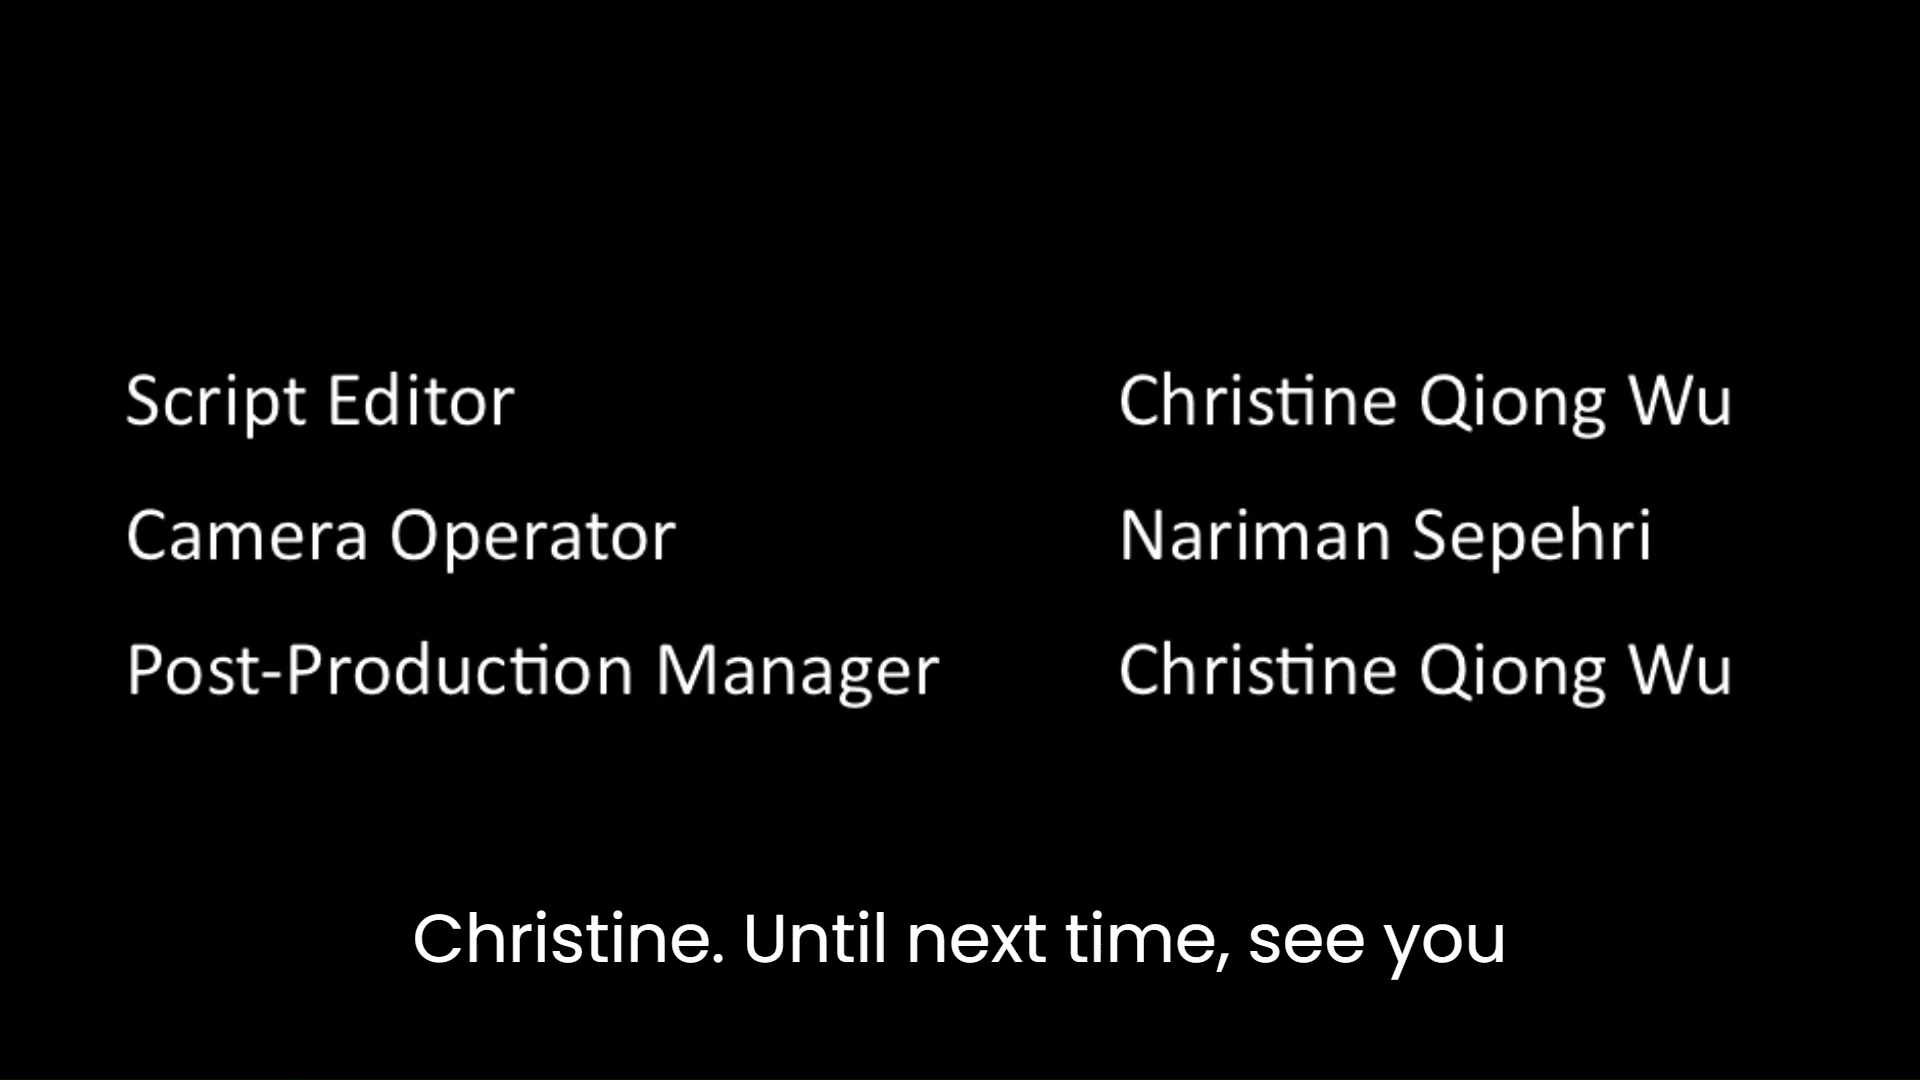 Script Editor Christine Qiong Wu
Camera Operator Nariman Sepehri
Post-Production Manager Christine Qiong Wu
Christine. Until next time, see you